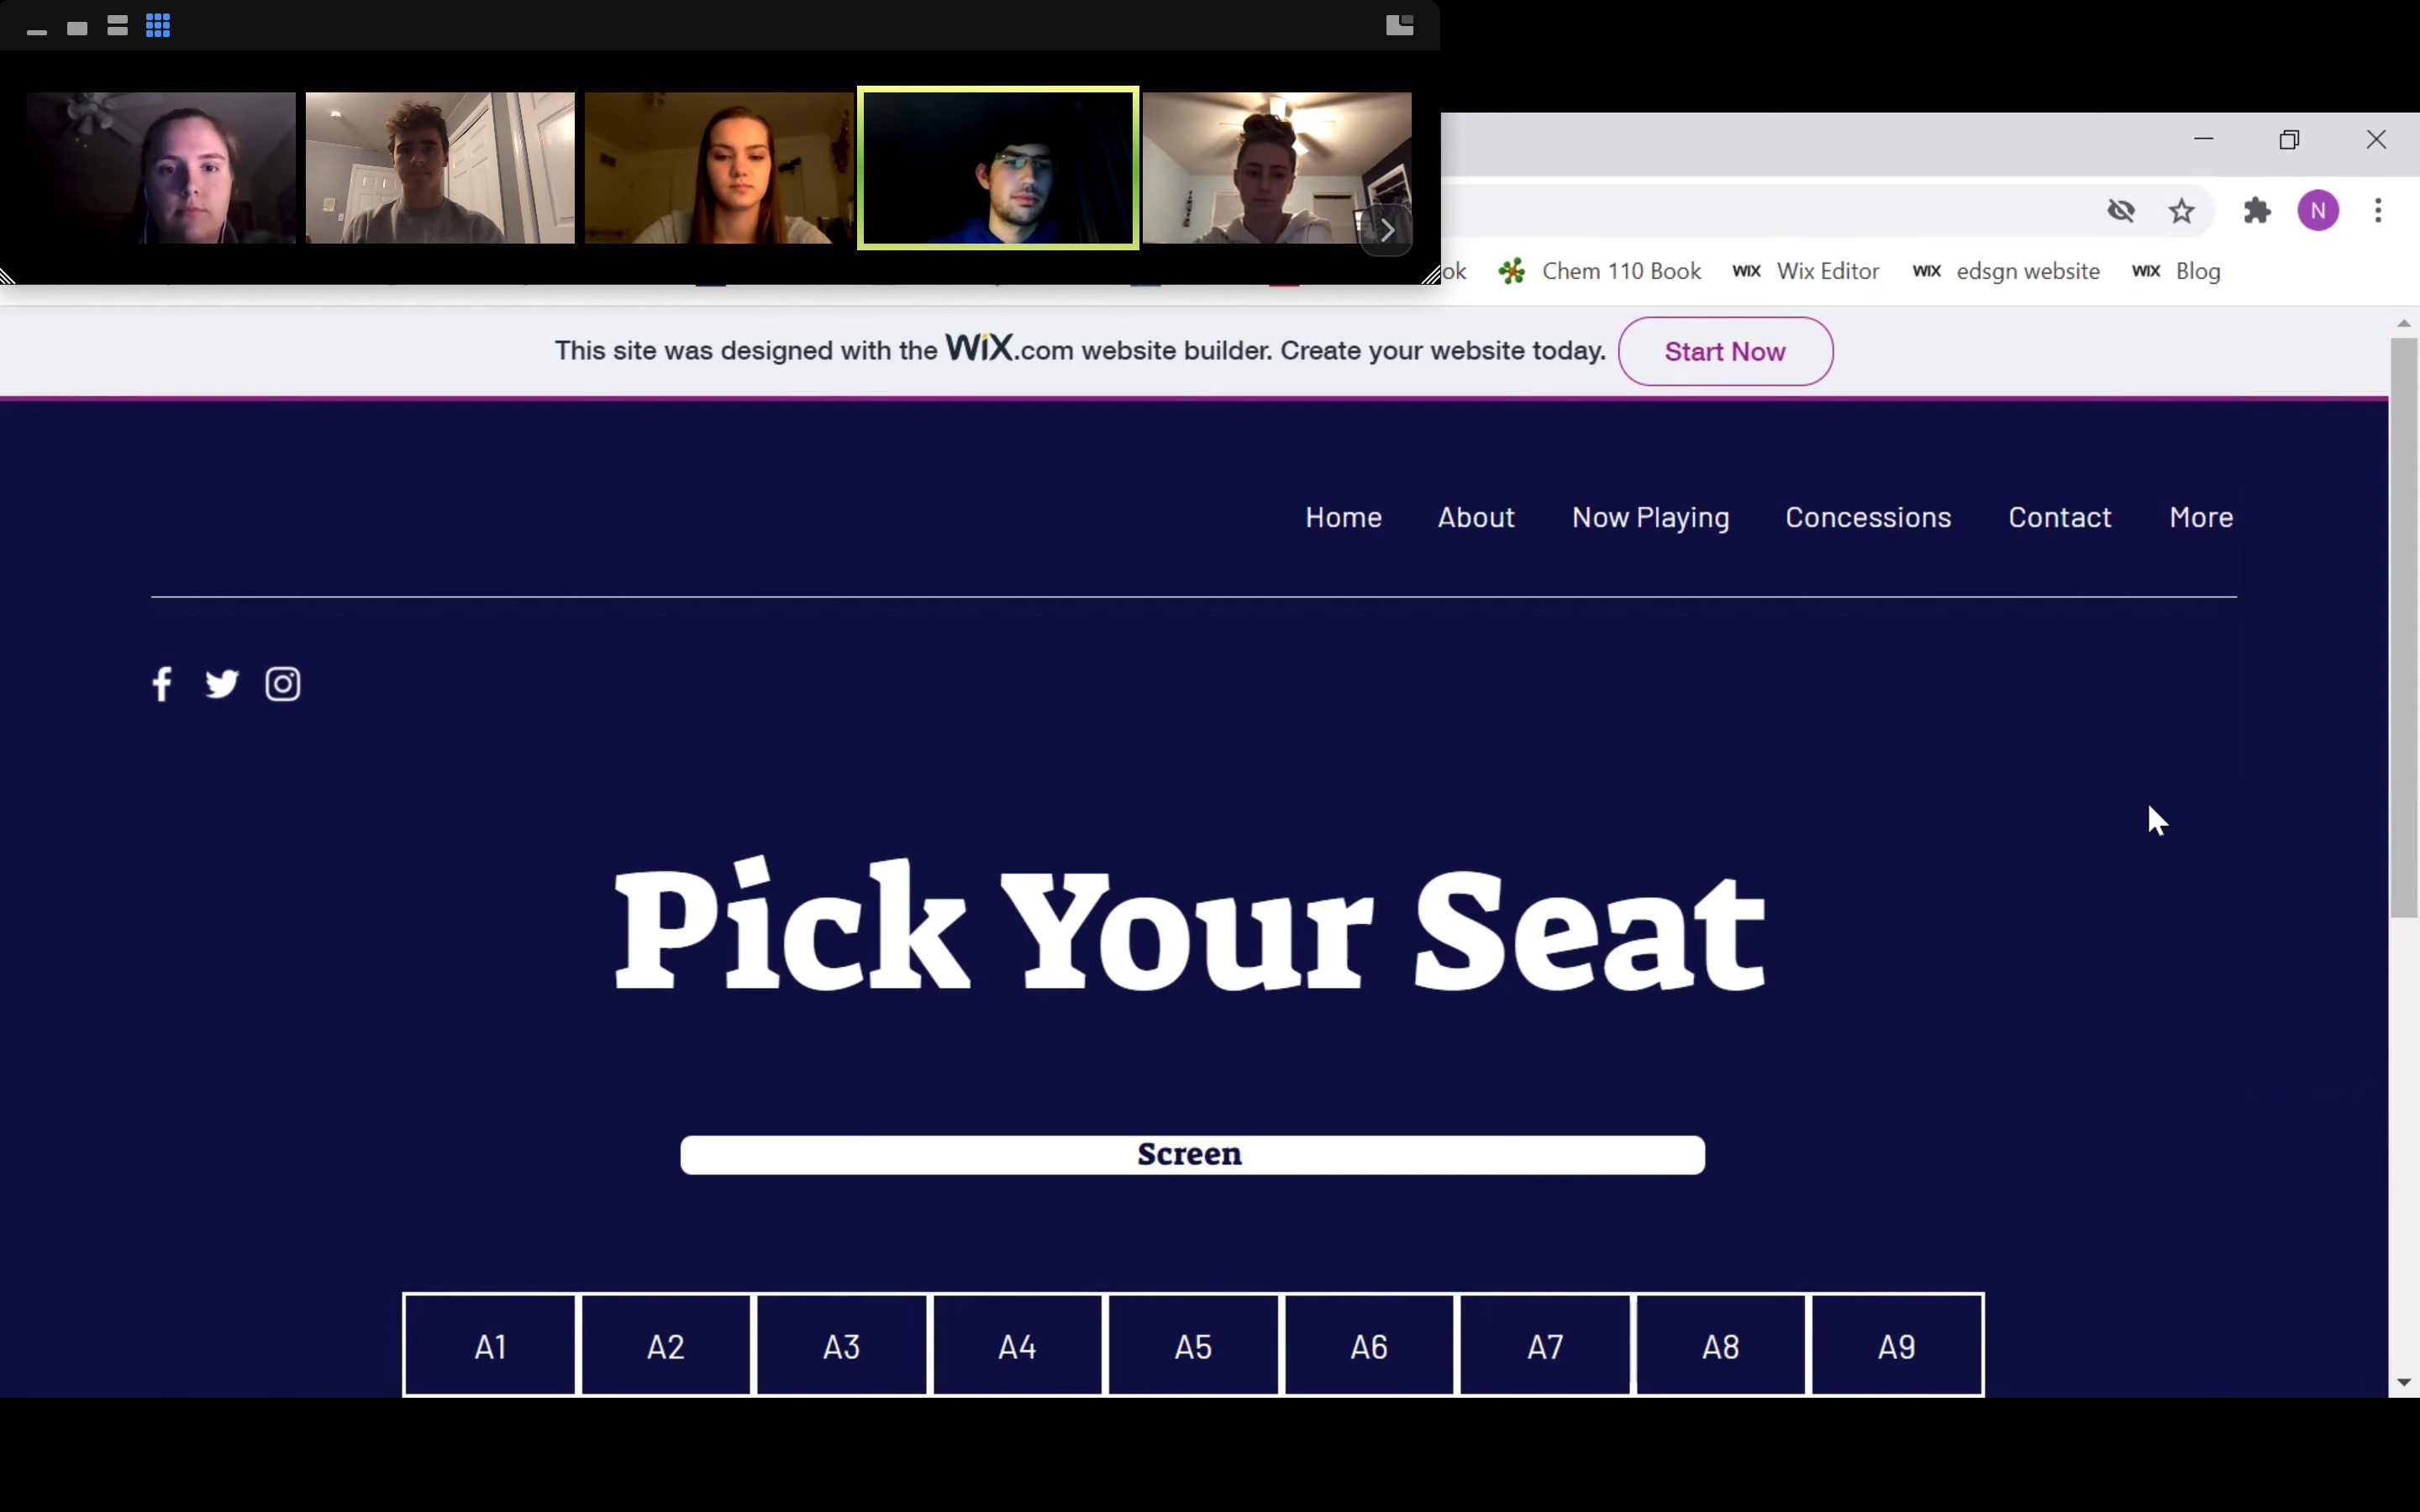 N
ok Chem 110 Book WIX Wix Editor WIX edsgn website WIX Blog
This site was designed with the WiX.com website builder. Create your website today. Start Now
Home About Now Playing Concessions Contact More
Pick Your Seat
Screen
A1 A2 A3 A4 A5 A6 A7 A8 A9